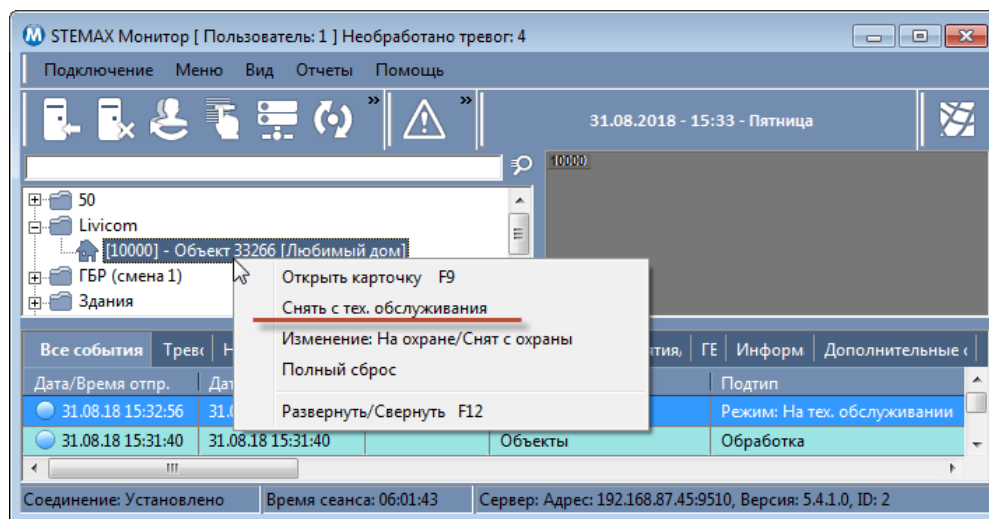 STEMAX Монитор [ Пользователь: 1 ] Необработано тревог: 4
Подключение Меню Вид Отчеты Помощь
» »
31.08.2018 - 15:33 - Пятница
10000
50
Livicom
[10000] - Объект 33266 [Любимый дом]
ГБР (смена 1)
Здания
Открыть карточку F9
Снять с тех. обслуживания
Изменение: На охране/Снят с охраны
Полный сброс
Развернуть/Свернуть F12
Все события Трев ГЕ Информ Дополнительные
Дата/Время отпр. Подтип
31.08.18 15:32:56 Режим: На тех. обслуживании
31.08.18 15:31:40 31.08.18 15:31:40 Объекты Обработка
Соединение: Установлено Время сеанса: 06:01:43 Сервер: Адрес: 192.168.87.45:9510, Версия: 5.4.1.0, ID: 2